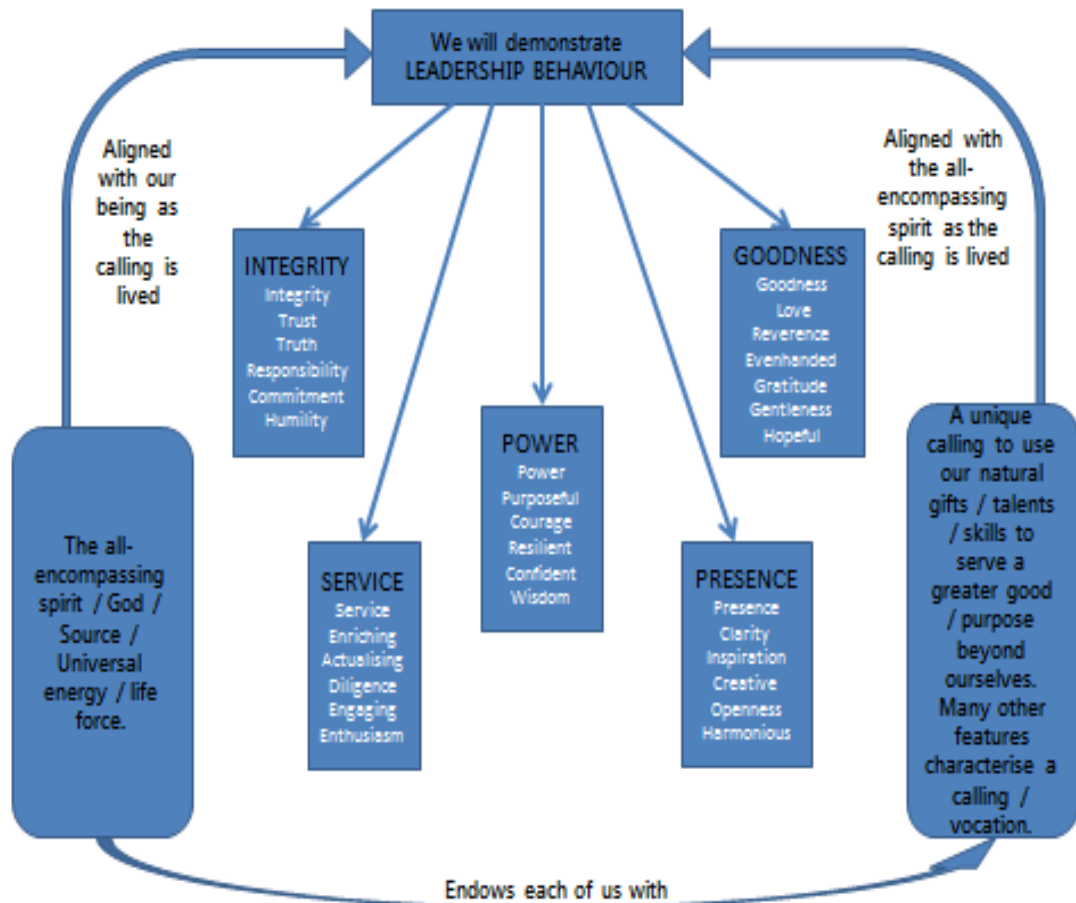 We will demonstrate
LEADERSHIP BEHAVIOUR
Aligned
with our
being as
the
calling is
lived
Aligned with
the all-
encompassing
spirit as the
calling is lived
INTEGRITY
Integrity
Trust
Truth
Responsibility
Commitment
Humility
GOODNESS
Goodness
Love
Reverence
Evenhanded
Gratitude
Gentleness
Hopeful
POWER
Power
Purposeful
Courage
Resilient
Confident
Wisdom
SERVICE
Service
Enriching
Actualising
Diligence
Engaging
Enthusiasm
PRESENCE
Presence
Clarity
Inspiration
Creative
Openness
Harmonious
The all-
encompassing
spirit / God /
Source /
Universal
energy / life
force.
A unique
calling to use
our natural
gifts / talents
/ skills to
serve a
greater good
/ purpose
beyond
ourselves.
Many other
features
characterise a
calling /
vocation.
Endows each of us with